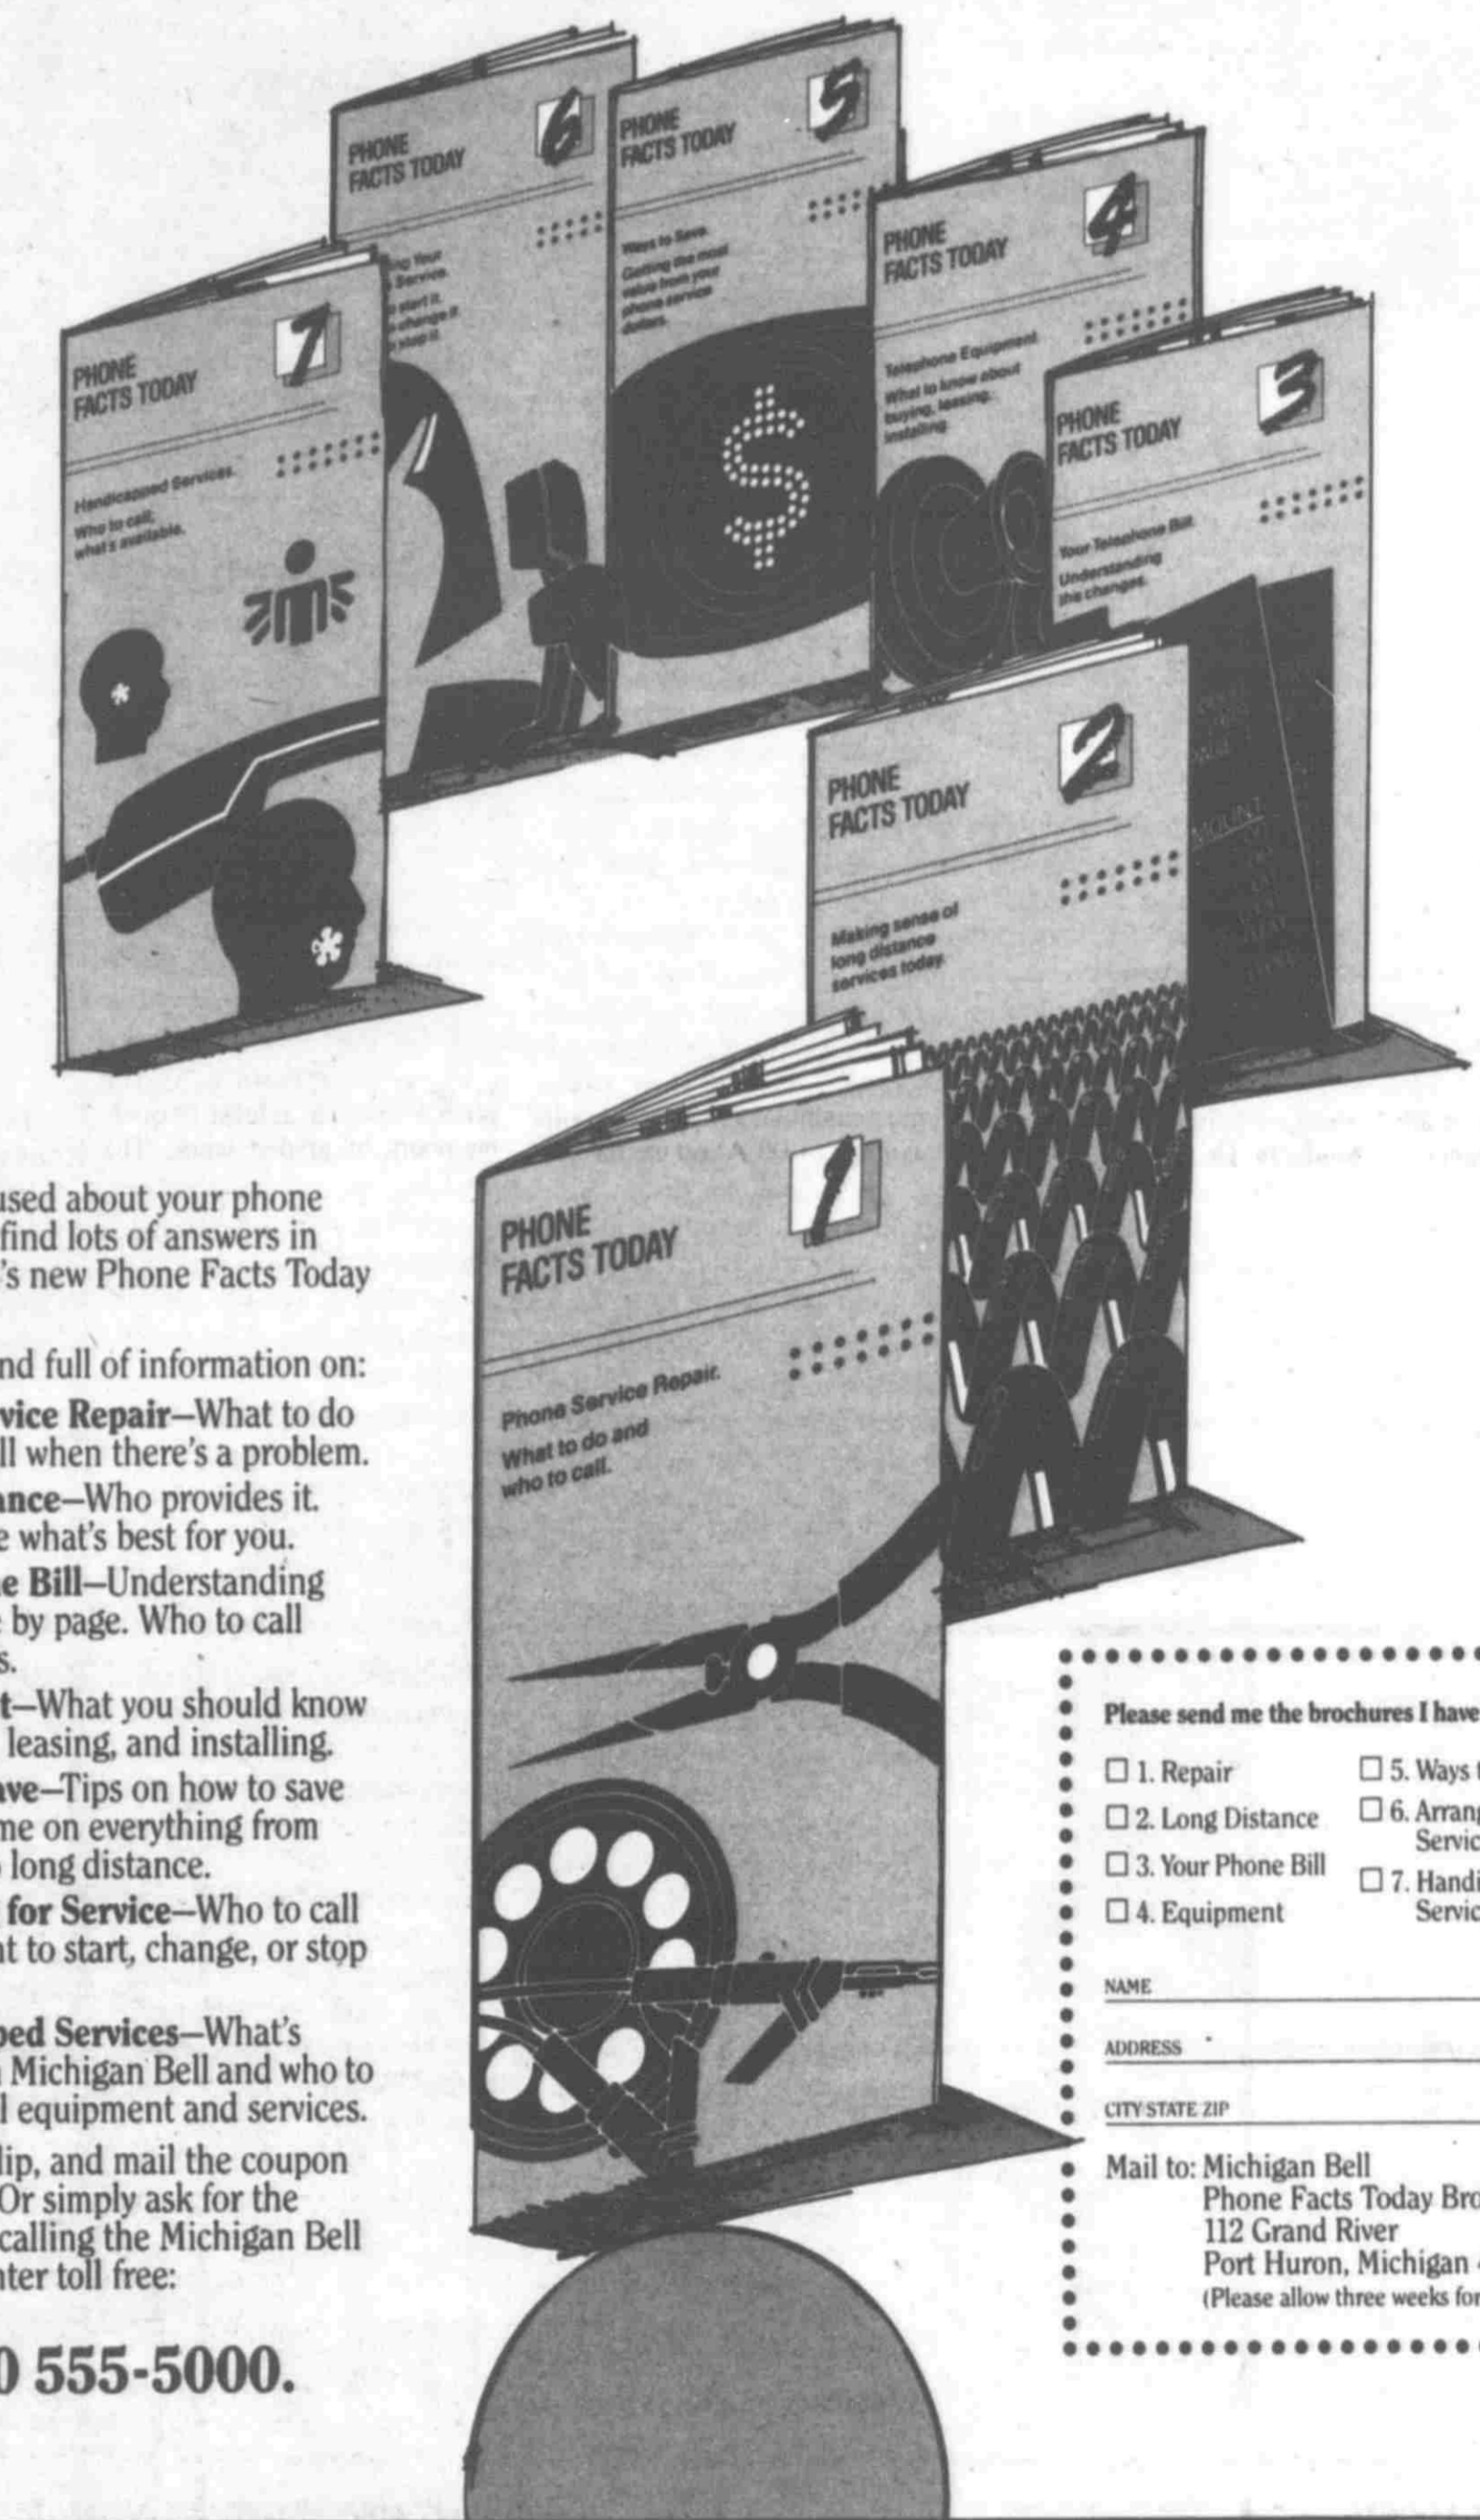 6
PHONE
FACTS TODAY
ing Your
Service.
start it.
change it.
stop it.
5
PHONE
FACTS TODAY
Ways to Save.
Getting the most
value from your
phone service
dollars.
4
PHONE
FACTS TODAY
Telephone Equipment.
What to know about
buying, leasing,
installing.
7
PHONE
FACTS TODAY
Handicapped Services.
Who to call;
what's available.
3
PHONE
FACTS TODAY
Your Telephone Bill.
Understanding
the changes.
MOUNT
2
PHONE
FACTS TODAY
Making sense of
long distance
services today.
1
PHONE
FACTS TODAY
Phone Service Repair.
What to do and
who to call.
used about your phone
find lots of answers in
's new Phone Facts Today
nd full of information on:
vice Repair—What to do
ll when there's a problem.
ance—Who provides it.
e what's best for you.
e Bill—Understanding
e by page. Who to call
s.
t—What you should know
leasing, and installing.
ave—Tips on how to save
me on everything from
o long distance.
for Service—Who to call
nt to start, change, or stop
ped Services—What's
n Michigan Bell and who to
l equipment and services.
lip, and mail the coupon
Or simply ask for the
calling the Michigan Bell
nter toll free:
0 555-5000.
Please send me the brochures I have
☐ 1. Repair
☐ 2. Long Distance
☐ 3. Your Phone Bill
☐ 4. Equipment
☐ 5. Ways t
☐ 6. Arrang
Servic
☐ 7. Handi
Servic
NAME
ADDRESS
CITY STATE ZIP
Mail to: Michigan Bell
Phone Facts Today Bro
112 Grand River
Port Huron, Michigan 4
(Please allow three weeks for